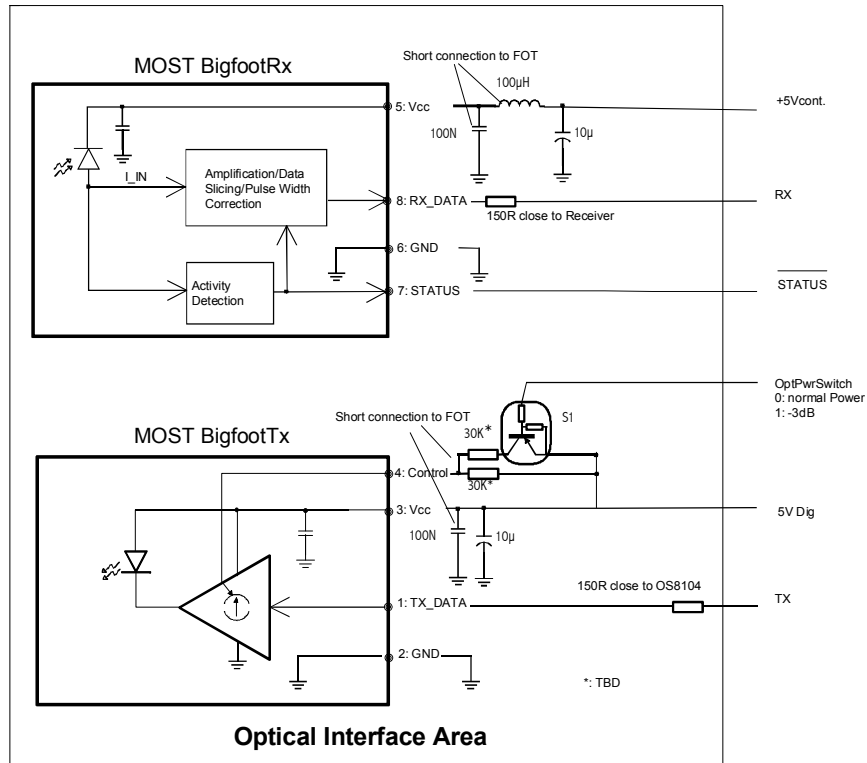 MOST BigfootRx
Short connection to FOT
100µH
5: Vcc
+5Vcont.
100N
10µ
I_IN
Amplification/Data
Slicing/Pulse Width
Correction
8: RX_DATA
RX
150R close to Receiver
6: GND
Activity
Detection
7: STATUS
STATUS
OptPwrSwitch
0: normal Power
1: -3dB
S1
Short connection to FOT
30K*
MOST BigfootTx
4: Control
30K*
3: Vcc
5V Dig
100N
10µ
150R close to OS8104
1: TX_DATA
TX
2: GND
*: TBD
Optical Interface Area